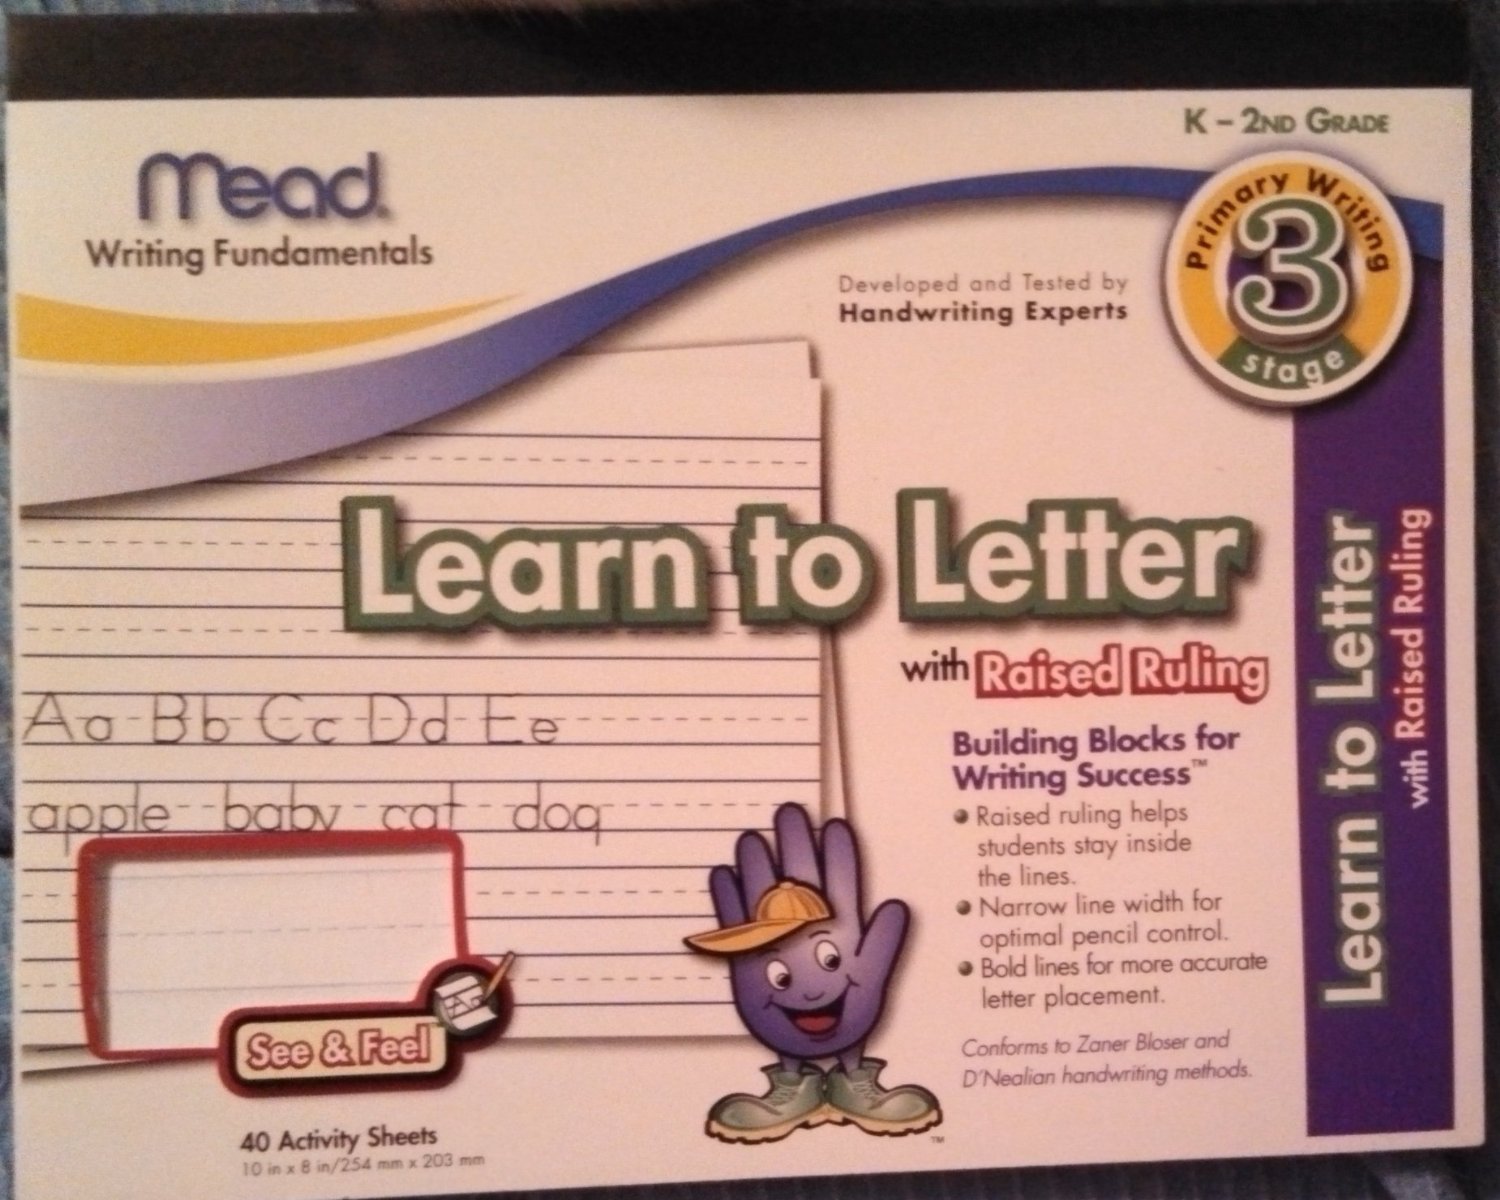 K – 2ND GRADE
Mead
Writing Fundamentals
Primary Writing
3
stage
Developed and Tested by
Handwriting Experts
Learn to Letter
with Raised Ruling
Aa Bb Cc Dd Ee
apple baby cat dog
Building Blocks for
Writing Success™
Raised ruling helps
students stay inside
the lines.
Narrow line width for
optimal pencil control.
Bold lines for more accurate
letter placement.
Conforms to Zaner Bloser and
D'Nealian handwriting methods.
See & Feel
40 Activity Sheets
10 in x 8 in/254 mm x 203 mm
TM
Learn to Letter
with Raised Ruling